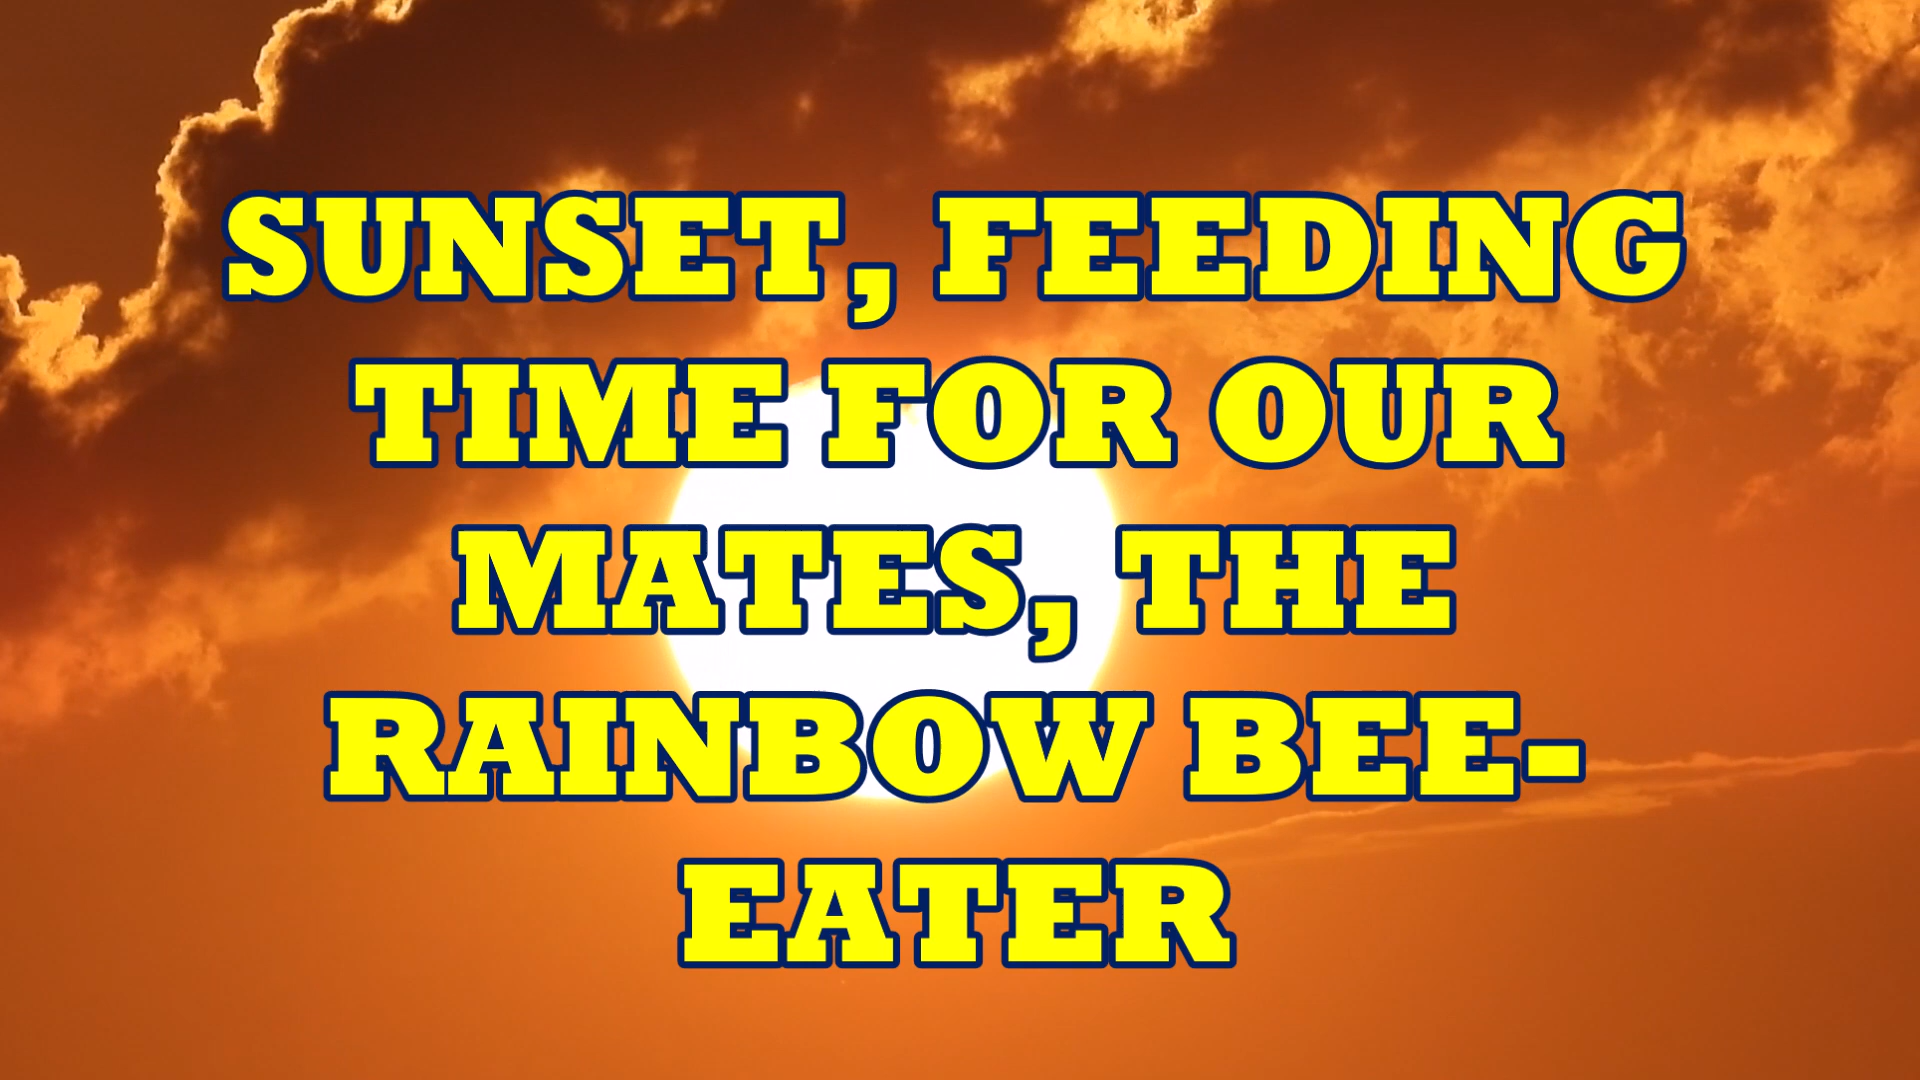 SUNSET, FEEDING
TIME FOR OUR
MATES, THE
RAINBOW BEE-
EATER